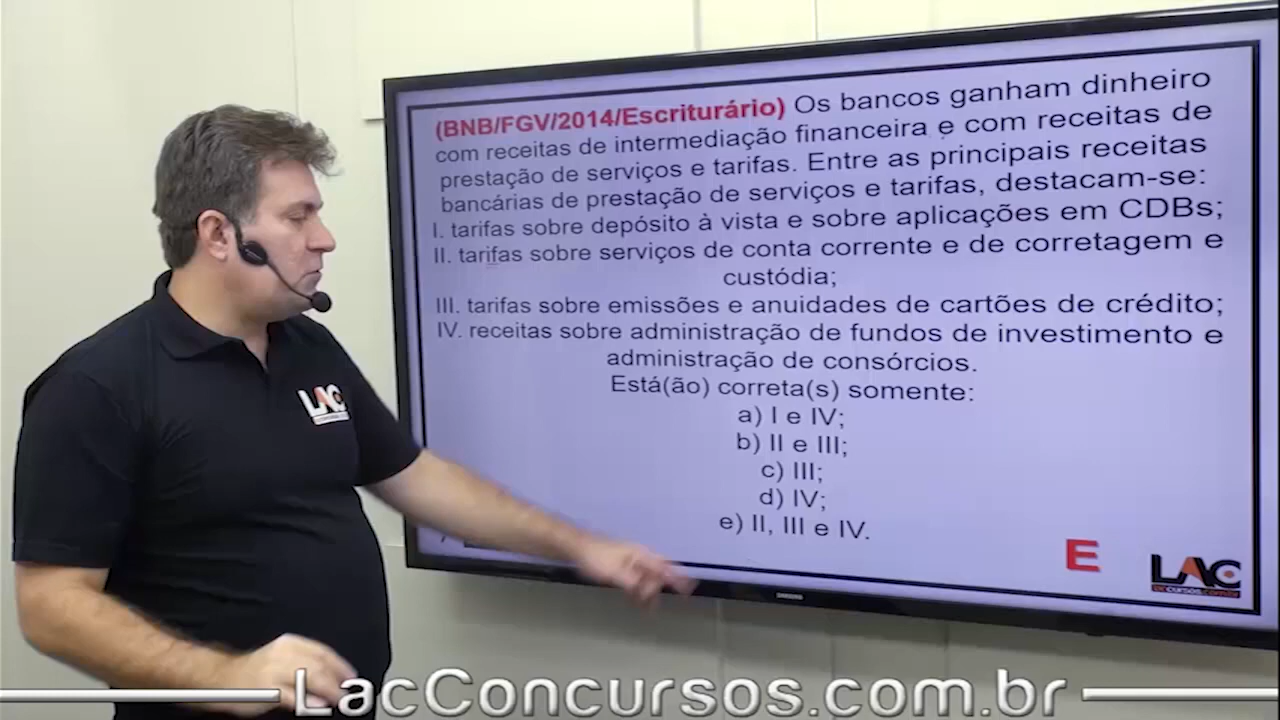 (BNB/FGV/2014/Escriturário) Os bancos ganham dinheiro
com receitas de intermediação financeira e com receitas de
prestação de serviços e tarifas. Entre as principais receitas
bancárias de prestação de serviços e tarifas, destacam-se:
I. tarifas sobre depósito à vista e sobre aplicações em CDBs;
II. tarifas sobre serviços de conta corrente e de corretagem e
custódia;
III. tarifas sobre emissões e anuidades de cartões de crédito;
IV. receitas sobre administração de fundos de investimento e
administração de consórcios.
Está(ão) correta(s) somente:
a) I e IV;
b) II e III;
c) III;
d) IV;
e) II, III e IV.
E
LAC
SAMSUNG
LAC
LacConcursos.com.br